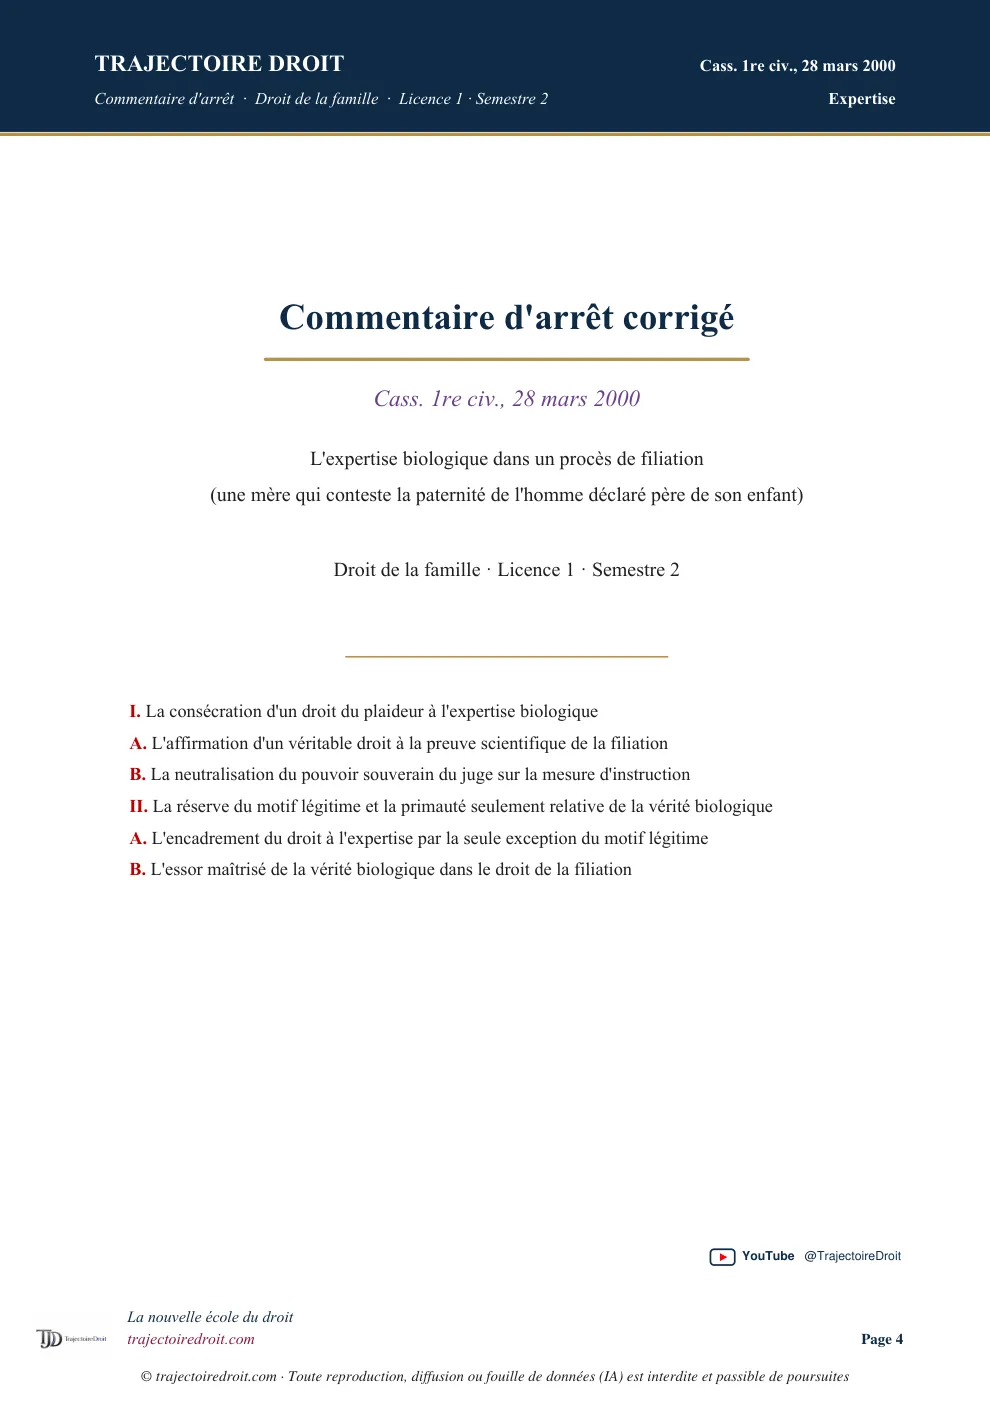 TRAJECTOIRE DROIT
Cass. 1re civ., 28 mars 2000
Commentaire d'arrêt · Droit de la famille · Licence 1 · Semestre 2
Expertise
Commentaire d'arrêt corrigé
Cass. 1re civ., 28 mars 2000
L'expertise biologique dans un procès de filiation
(une mère qui conteste la paternité de l'homme déclaré père de son enfant)
Droit de la famille · Licence 1 · Semestre 2
I. La consécration d'un droit du plaideur à l'expertise biologique
A. L'affirmation d'un véritable droit à la preuve scientifique de la filiation
B. La neutralisation du pouvoir souverain du juge sur la mesure d'instruction
II. La réserve du motif légitime et la primauté seulement relative de la vérité biologique
A. L'encadrement du droit à l'expertise par la seule exception du motif légitime
B. L'essor maîtrisé de la vérité biologique dans le droit de la filiation
YouTube @TrajectoireDroit
La nouvelle école du droit
TJD TrajectoireDroit
trajectoiredroit.com
Page 4
© trajectoiredroit.com · Toute reproduction, diffusion ou fouille de données (IA) est interdite et passible de poursuites